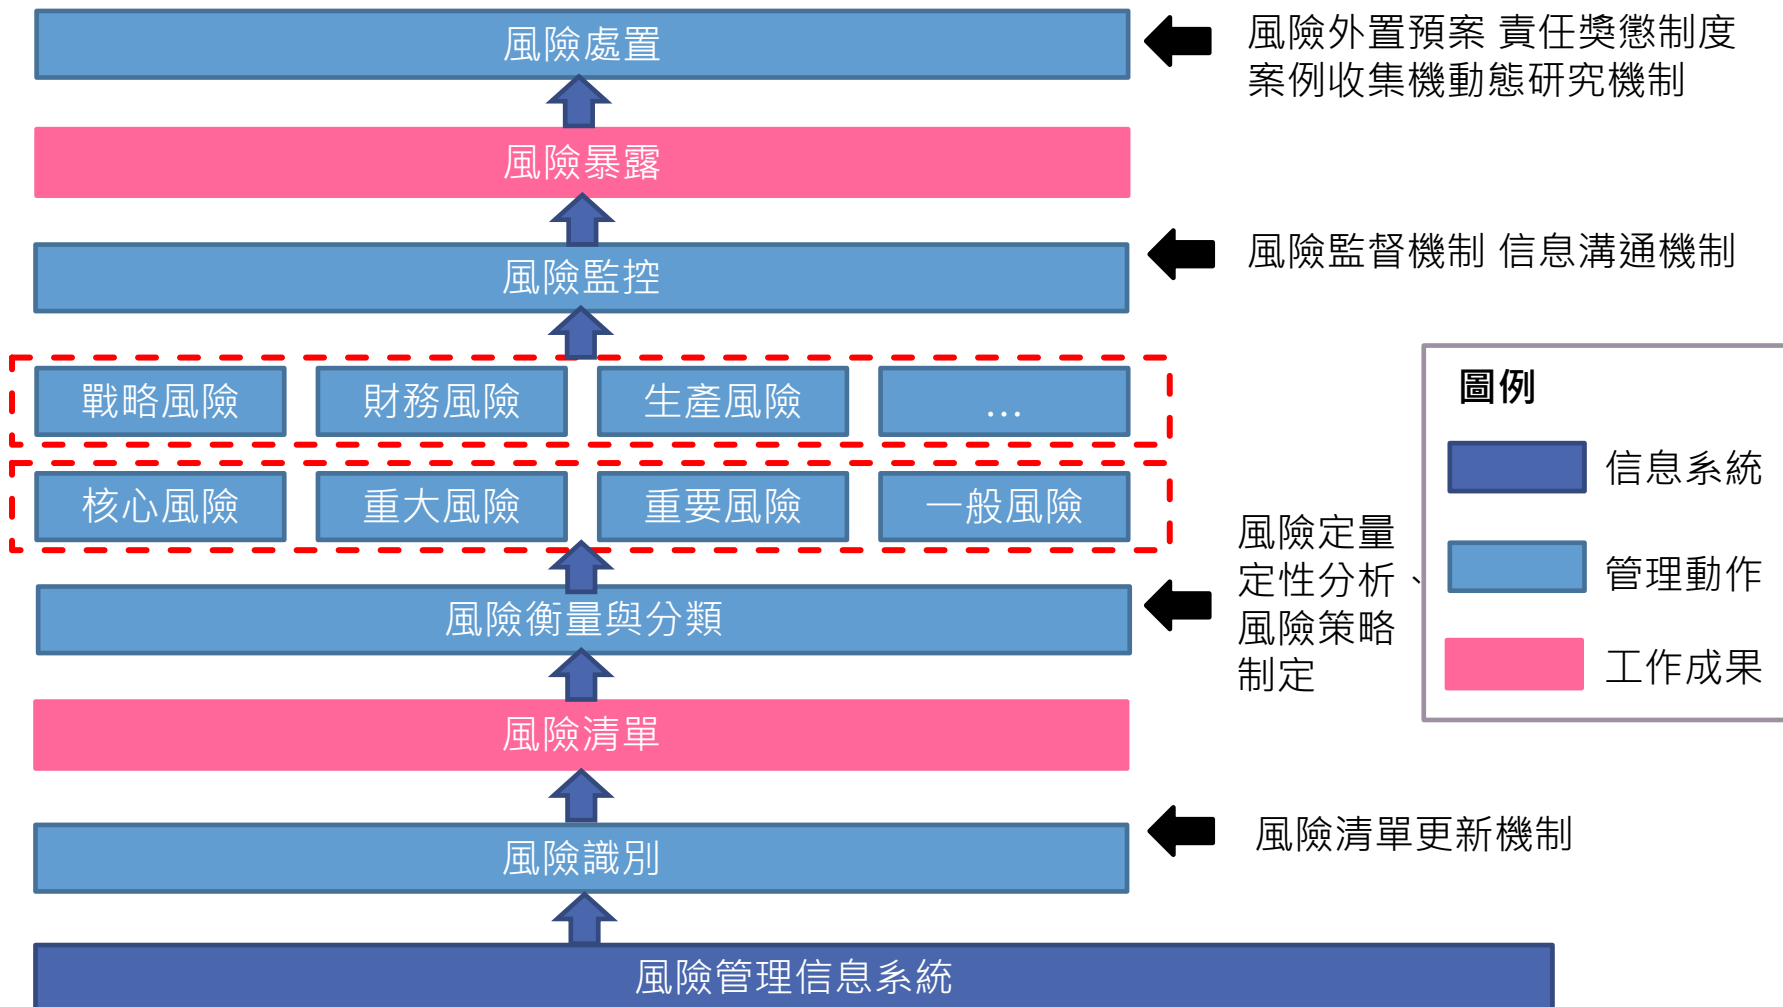 風險處置
風險外置預案 責任獎懲制度
案例收集機動態研究機制
風險暴露
風險監控
風險監督機制 信息溝通機制
戰略風險
財務風險
生產風險
...
核心風險
重大風險
重要風險
一般風險
風險衡量與分類
風險定量
定性分析、
風險策略
制定
圖例
信息系統
管理動作
工作成果
風險清單
風險識別
風險清單更新機制
風險管理信息系統